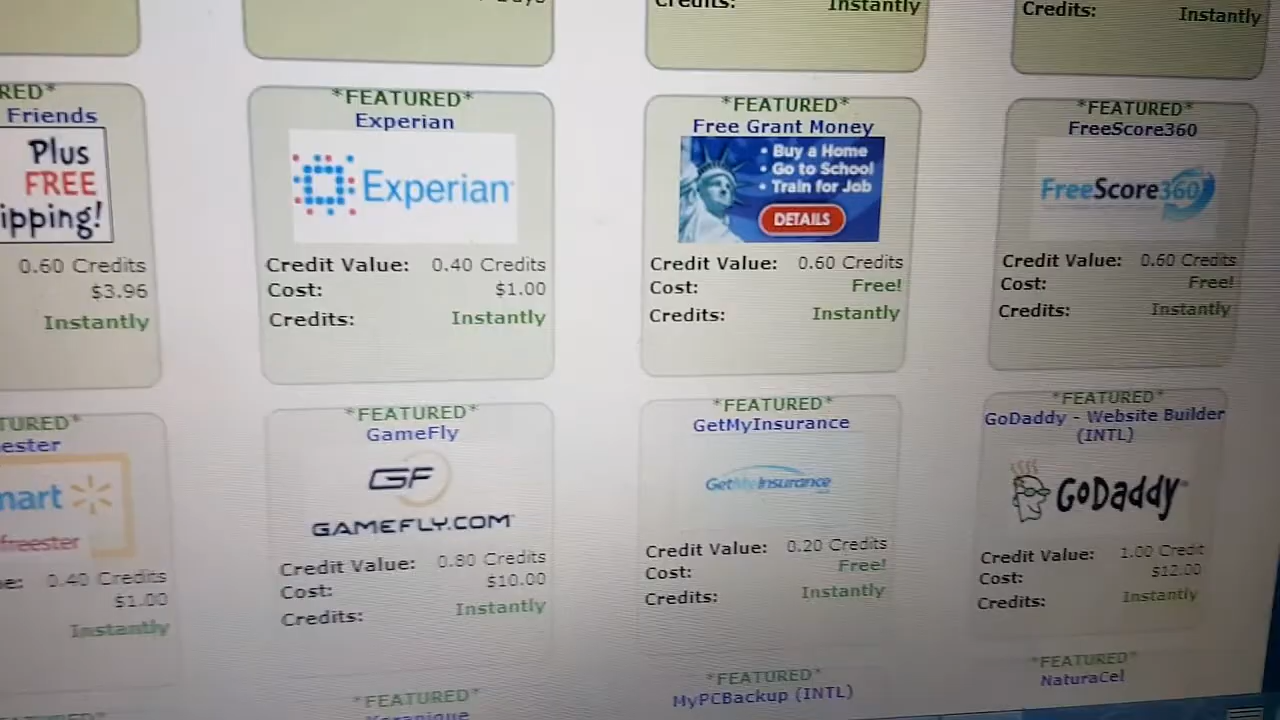 Credits: Instantly
Credits: Instantly
RED*
Friends
Plus
FREE
ipping!
0.60 Credits
$3.96
Instantly
*FEATURED*
Experian
Experian
Credit Value: 0.40 Credits
Cost: $1.00
Credits: Instantly
*FEATURED*
Free Grant Money
• Buy a Home
• Go to School
• Train for Job
DETAILS
Credit Value: 0.60 Credits
Cost: Free!
Credits: Instantly
*FEATURED*
FreeScore360
FreeScore360
Credit Value: 0.60 Credits
Cost: Free!
Credits: Instantly
TURED*
ester
mart
freester
e: 0.40 Credits
$1.00
Instantly
*FEATURED*
GameFly
GF
GAMEFLY.COM
Credit Value: 0.80 Credits
Cost: $10.00
Credits: Instantly
*FEATURED*
GetMyInsurance
GetMyInsurance
Credit Value: 0.20 Credits
Cost: Free!
Credits: Instantly
*FEATURED*
GoDaddy - Website Builder
(INTL)
GoDaddy
Credit Value: 1.00 Credit
Cost: $12.00
Credits: Instantly
*FEATURED*
*FEATURED*
MyPCBackup (INTL)
*FEATURED*
NaturaCel